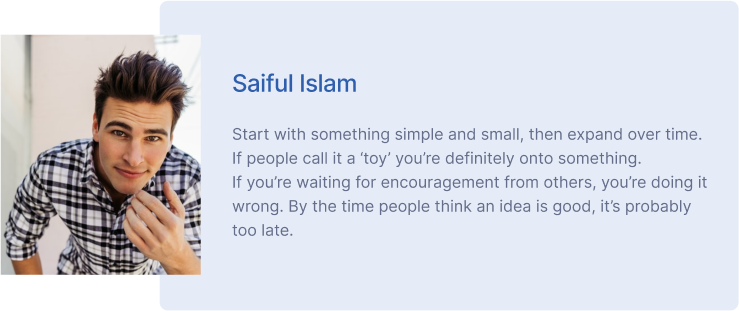 Saiful Islam
Start with something simple and small, then expand over time.
If people call it a ‘toy’ you’re definitely onto something.
If you’re waiting for encouragement from others, you’re doing it
wrong. By the time people think an idea is good, it’s probably
too late.